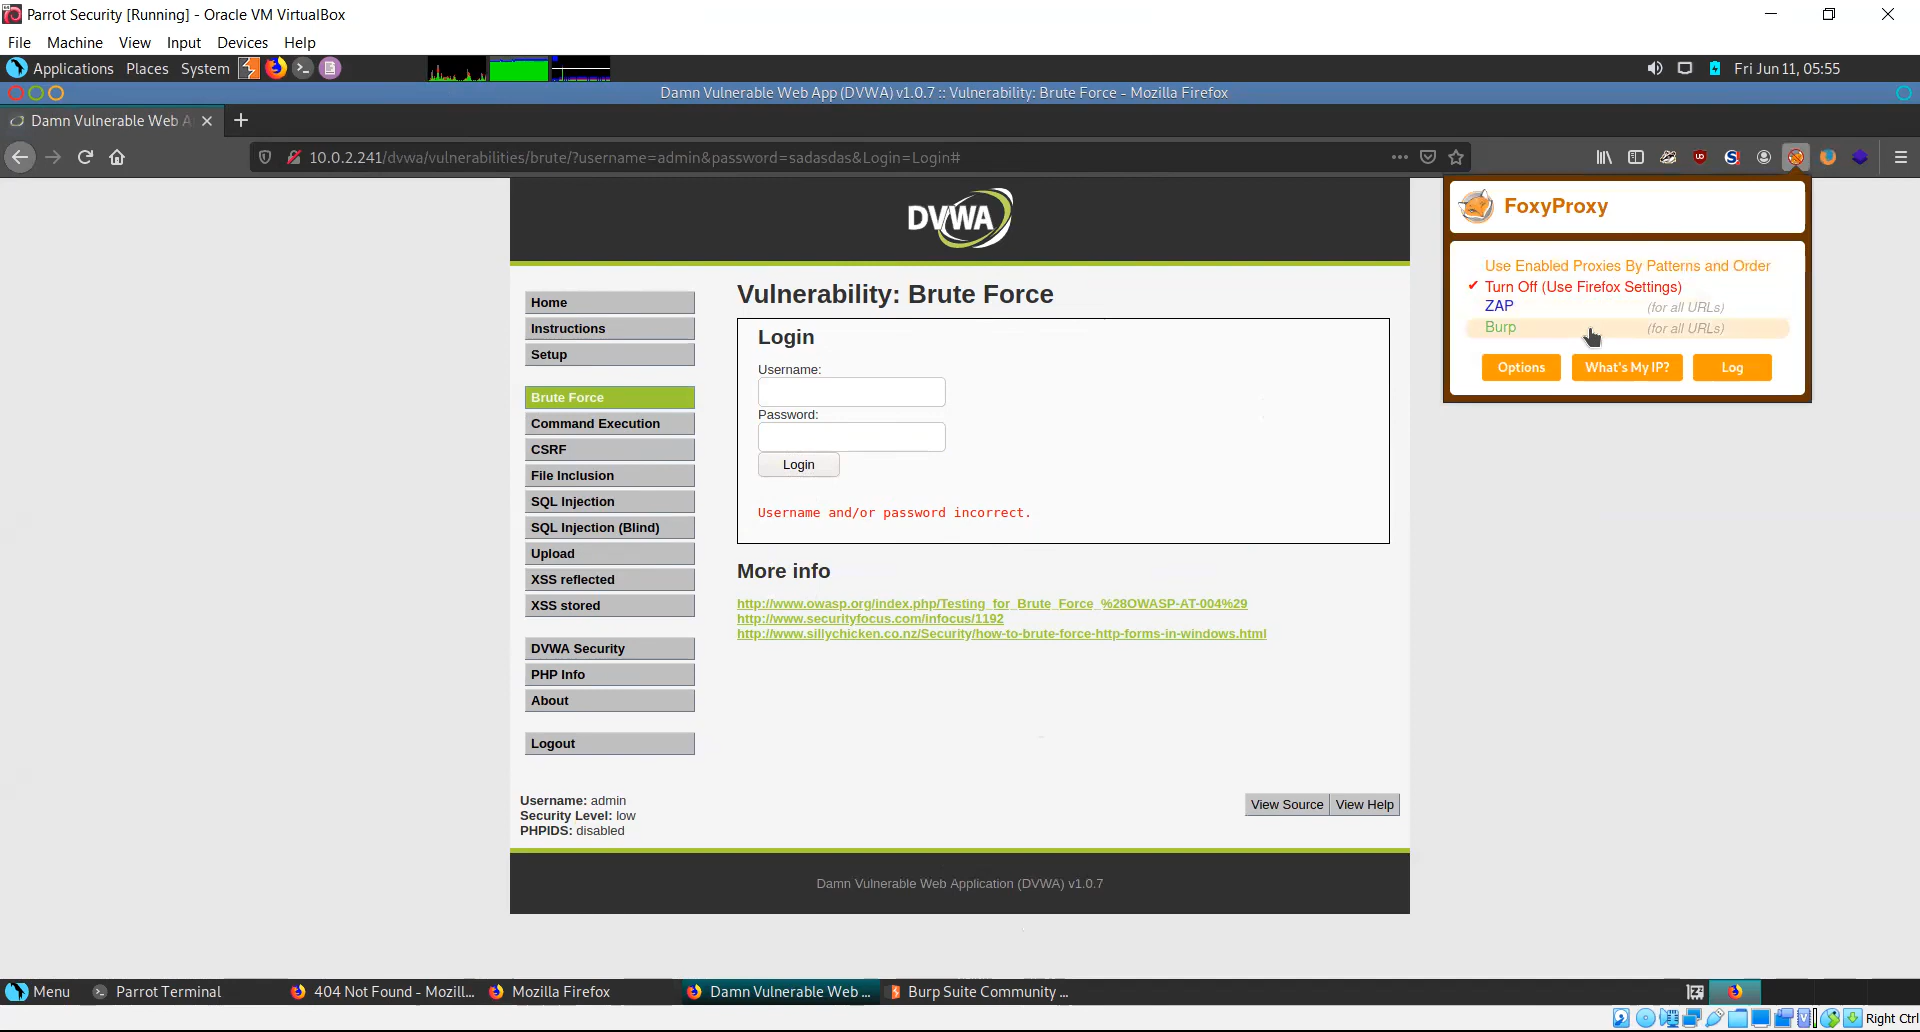 Parrot Security [Running] - Oracle VM VirtualBox
File Machine View Input Devices Help
Applications Places System
Fri Jun 11, 05:55
Damn Vulnerable Web App (DVWA) v1.0.7 :: Vulnerability: Brute Force - Mozilla Firefox
Damn Vulnerable Web A
10.0.2.241/dvwa/vulnerabilities/brute/?username=admin&password=sadasdas&Login=Login#
FoxyProxy
Use Enabled Proxies By Patterns and Order
✔ Turn Off (Use Firefox Settings)
ZAP (for all URLs)
Burp (for all URLs)
Options What's My IP? Log
DVWA
Home
Instructions
Setup
Brute Force
Command Execution
CSRF
File Inclusion
SQL Injection
SQL Injection (Blind)
Upload
XSS reflected
XSS stored
DVWA Security
PHP Info
About
Logout
Vulnerability: Brute Force
Login
Username:
Password:
Login
Username and/or password incorrect.
More info
http://www.owasp.org/index.php/Testing_for_Brute_Force_%28OWASP-AT-004%29
http://www.securityfocus.com/infocus/1192
http://www.sillychicken.co.nz/Security/how-to-brute-force-http-forms-in-windows.html
Username: admin
Security Level: low
PHPIDS: disabled
View Source View Help
Damn Vulnerable Web Application (DVWA) v1.0.7
Menu Parrot Terminal 404 Not Found - Mozill... Mozilla Firefox Damn Vulnerable Web ... Burp Suite Community ...
Right Ctrl